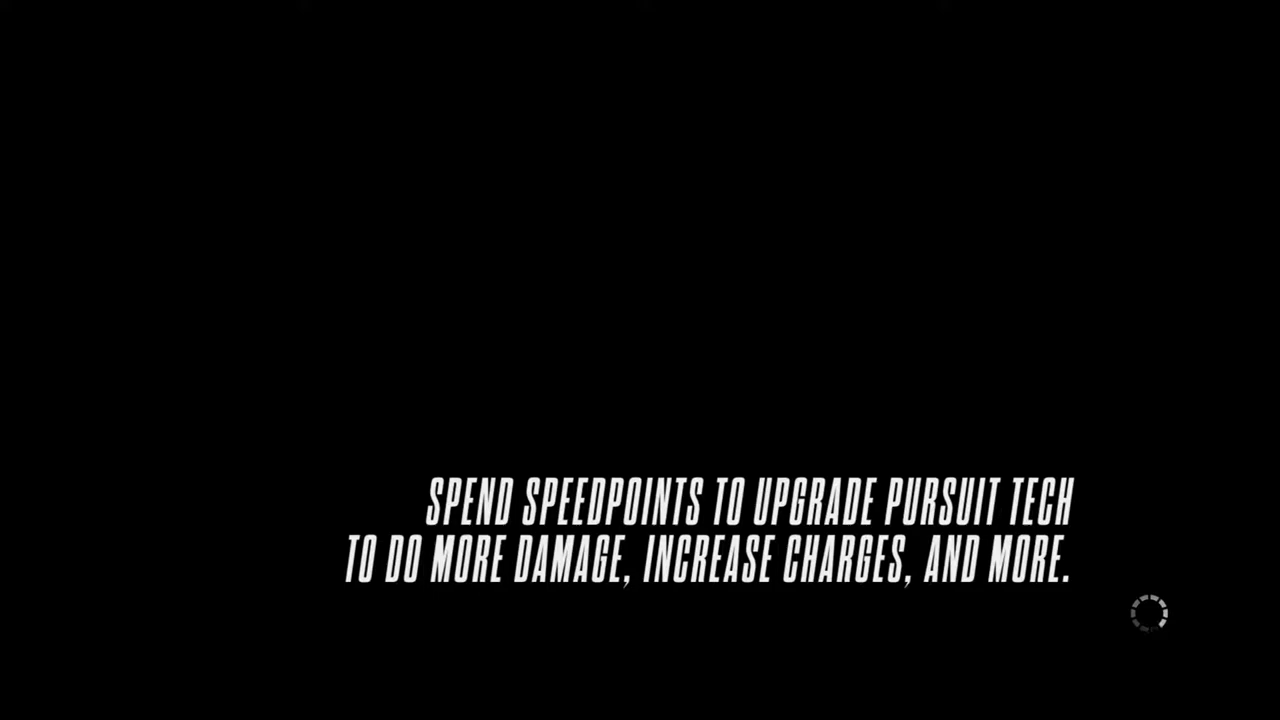 SPEND SPEEDPOINTS TO UPGRADE PURSUIT TECH
TO DO MORE DAMAGE, INCREASE CHARGES, AND MORE.